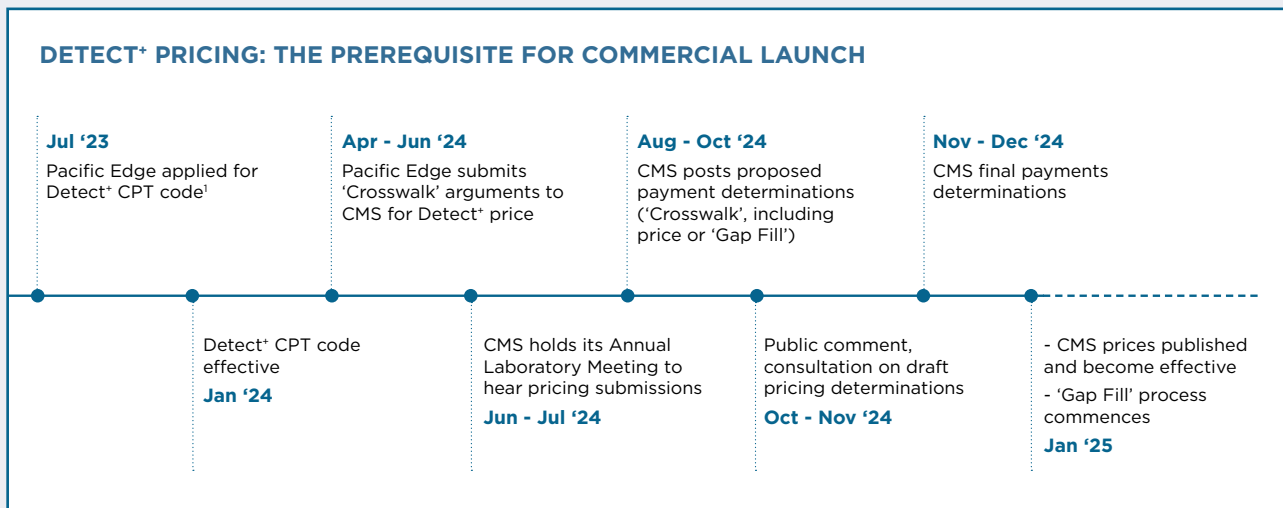 DETECT⁺ PRICING: THE PREREQUISITE FOR COMMERCIAL LAUNCH
Jul ‘23
Pacific Edge applied for
Detect⁺ CPT code¹
Apr - Jun ‘24
Pacific Edge submits
‘Crosswalk’ arguments to
CMS for Detect⁺ price
Aug - Oct ‘24
CMS posts proposed
payment determinations
(‘Crosswalk’, including
price or ‘Gap Fill’)
Nov - Dec ‘24
CMS final payments
determinations
Detect⁺ CPT code
effective
Jan ‘24
CMS holds its Annual
Laboratory Meeting to
hear pricing submissions
Jun - Jul ‘24
Public comment,
consultation on draft
pricing determinations
Oct - Nov ‘24
- CMS prices published
and become effective
- ‘Gap Fill’ process
commences
Jan ‘25